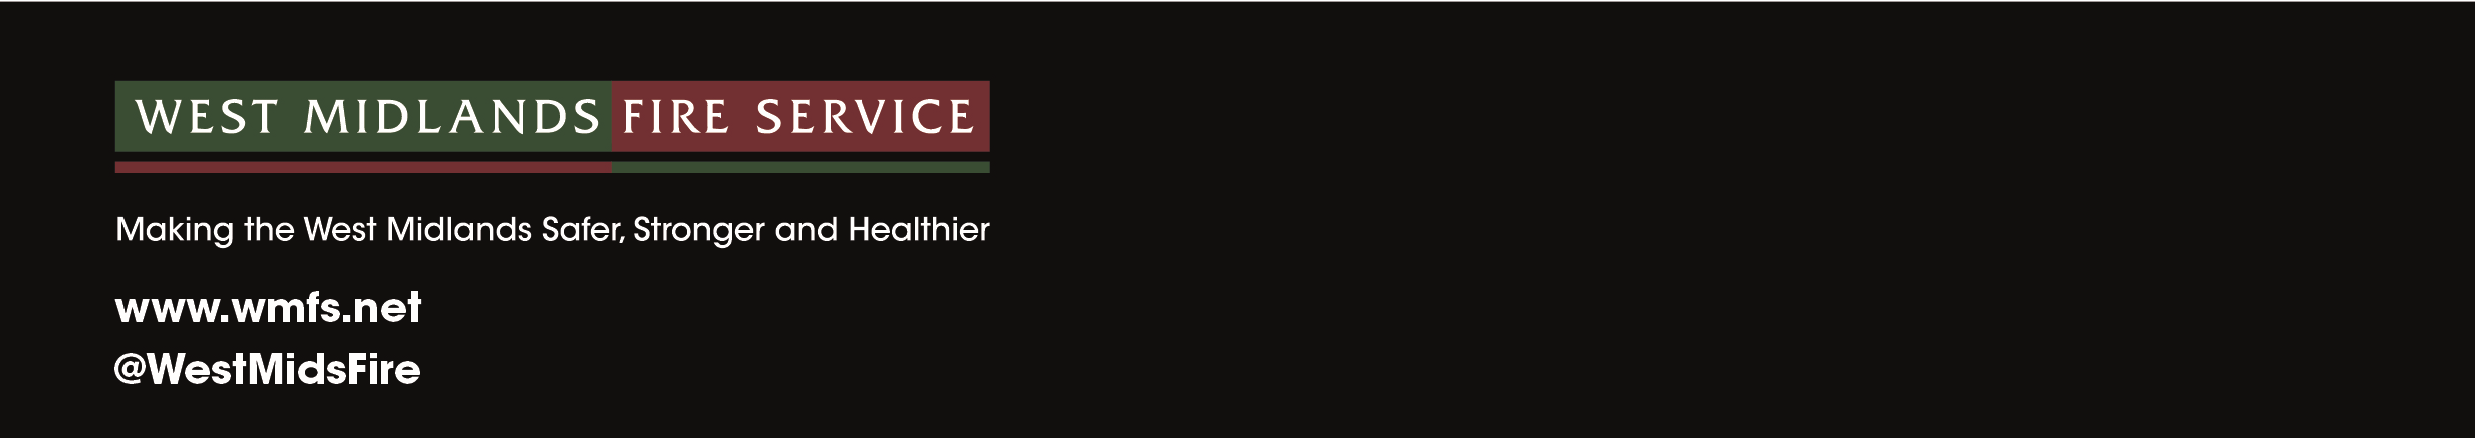 WEST MIDLANDS FIRE SERVICE
Making the West Midlands Safer, Stronger and Healthier
www.wmfs.net
@WestMidsFire